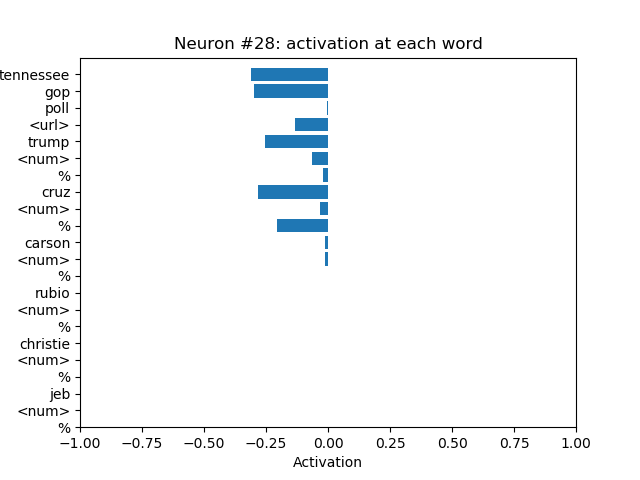 Neuron #28: activation at each word
tennessee
gop
poll
<url>
trump
<num>
%
cruz
<num>
%
carson
<num>
%
rubio
<num>
%
christie
<num>
%
jeb
<num>
%
−1.00 −0.75 −0.50 −0.25 0.00 0.25 0.50 0.75 1.00
Activation